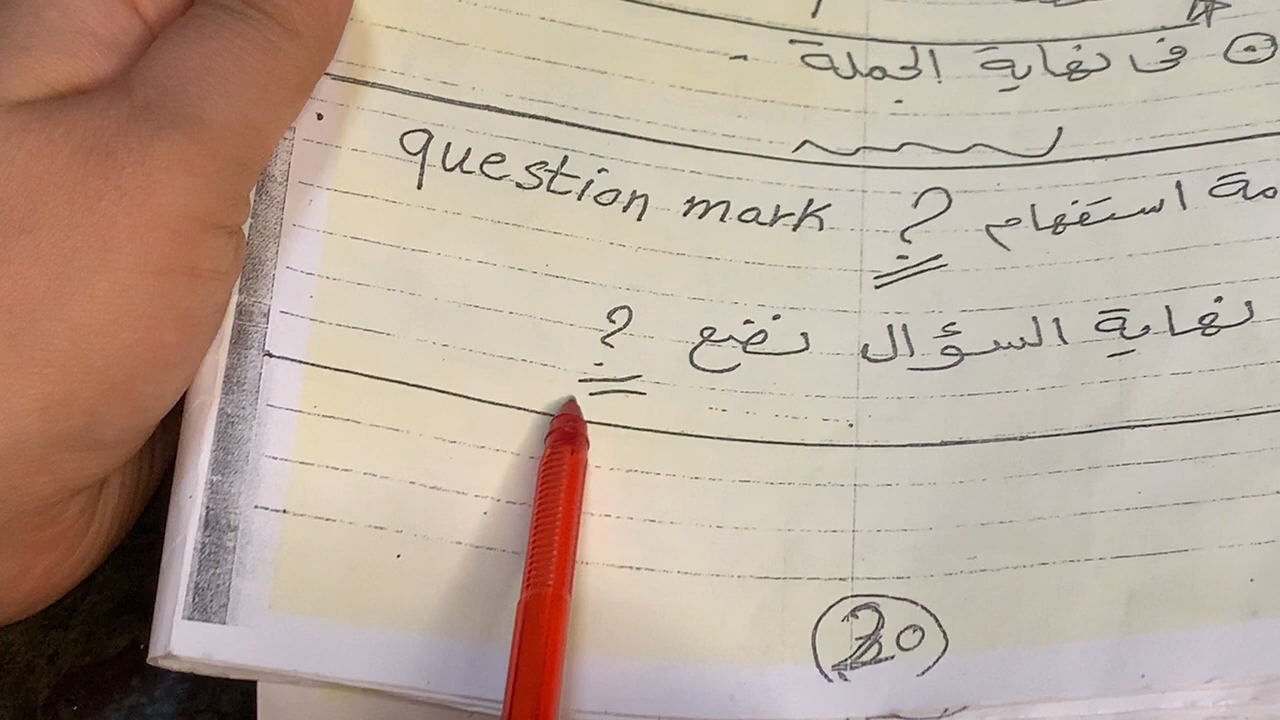 في نهاية الجملة .
استفهام ? question mark
نهاية السؤال نضع ?
20